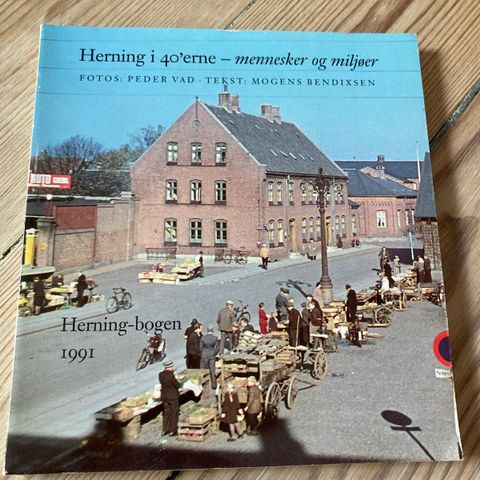 Herning i 40'erne – mennesker og miljøer
FOTOS: PEDER VAD · TEKST: MOGENS BENDIXSEN
Herning-bogen
1991